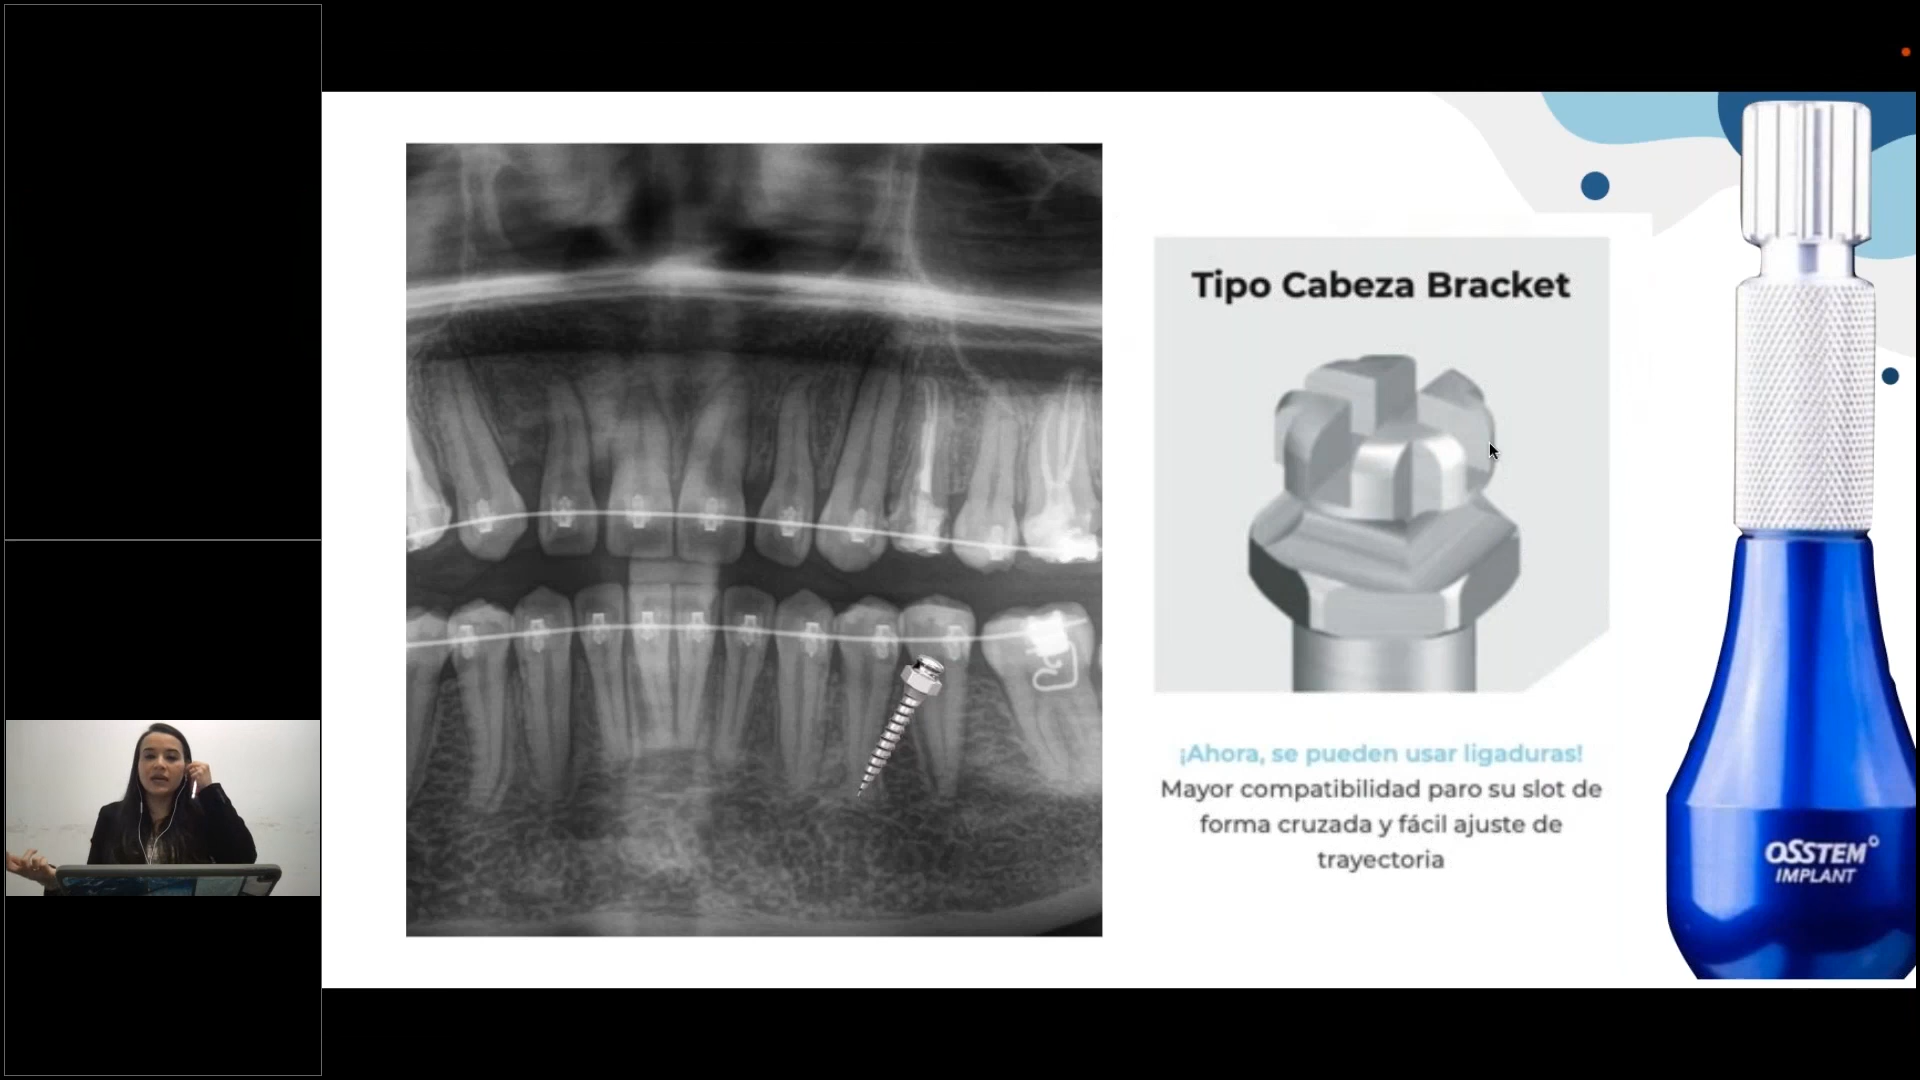 Tipo Cabeza Bracket
¡Ahora, se pueden usar ligaduras!
Mayor compatibilidad paro su slot de
forma cruzada y fácil ajuste de
trayectoria
OSSTEM
IMPLANT